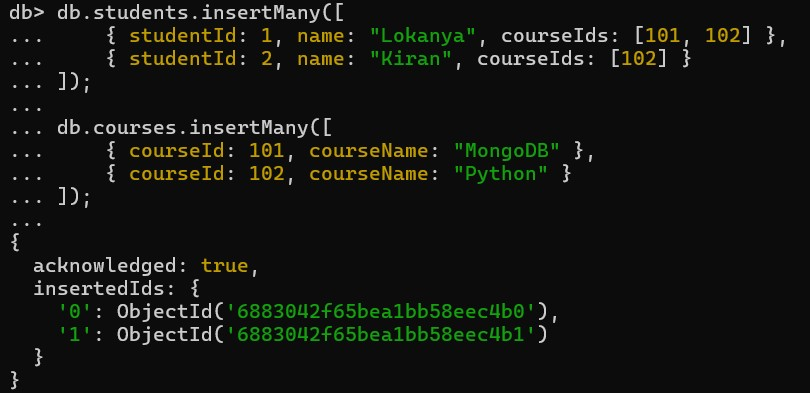 db> db.students.insertMany([
...     { studentId: 1, name: "Lokanya", courseIds: [101, 102] },
...     { studentId: 2, name: "Kiran", courseIds: [102] }
... ]);
...
... db.courses.insertMany([
...     { courseId: 101, courseName: "MongoDB" },
...     { courseId: 102, courseName: "Python" }
... ]);
...
{
  acknowledged: true,
  insertedIds: {
    '0': ObjectId('6883042f65bea1bb58eec4b0'),
    '1': ObjectId('6883042f65bea1bb58eec4b1')
  }
}